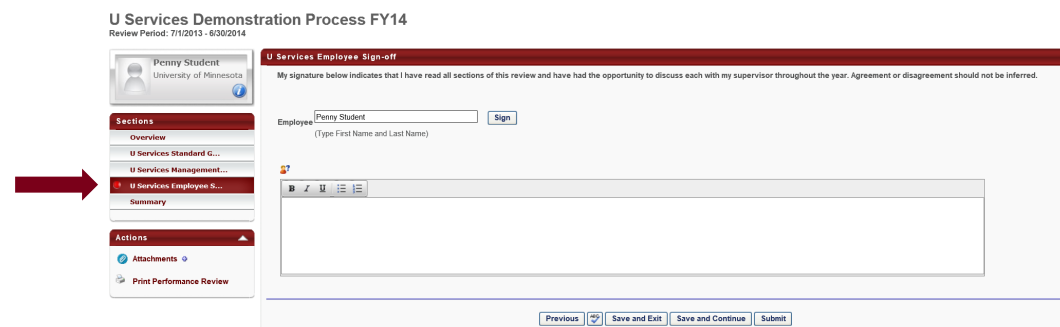 U Services Demonstration Process FY14
Review Period: 7/1/2013 - 6/30/2014
Penny Student
University of Minnesota
i
Sections
Overview
U Services Standard G...
U Services Management...
U Services Employee S...
Summary
Actions
Attachments
Print Performance Review
U Services Employee Sign-off
My signature below indicates that I have read all sections of this review and have had the opportunity to discuss each with my supervisor throughout the year. Agreement or disagreement should not be inferred.
Employee Penny Student Sign
(Type First Name and Last Name)
?
B I U
Previous ABC Save and Exit Save and Continue Submit